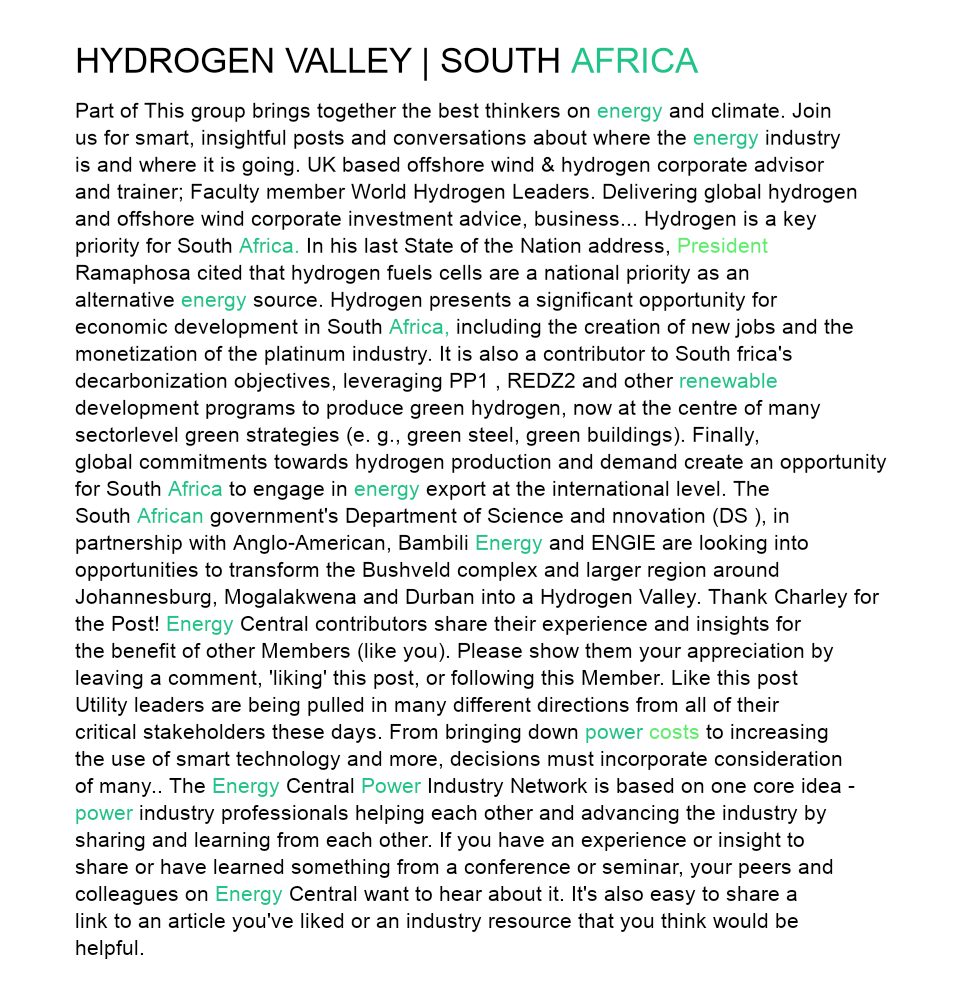 HYDROGEN VALLEY | SOUTH AFRICA
Part of This group brings together the best thinkers on energy and climate. Join
us for smart, insightful posts and conversations about where the energy industry
is and where it is going. UK based offshore wind & hydrogen corporate advisor
and trainer; Faculty member World Hydrogen Leaders. Delivering global hydrogen
and offshore wind corporate investment advice, business... Hydrogen is a key
priority for South Africa. In his last State of the Nation address, President
Ramaphosa cited that hydrogen fuels cells are a national priority as an
alternative energy source. Hydrogen presents a significant opportunity for
economic development in South Africa, including the creation of new jobs and the
monetization of the platinum industry. It is also a contributor to South frica's
decarbonization objectives, leveraging PP1 , REDZ2 and other renewable
development programs to produce green hydrogen, now at the centre of many
sectorlevel green strategies (e. g., green steel, green buildings). Finally,
global commitments towards hydrogen production and demand create an opportunity
for South Africa to engage in energy export at the international level. The
South African government's Department of Science and nnovation (DS ), in
partnership with Anglo-American, Bambili Energy and ENGIE are looking into
opportunities to transform the Bushveld complex and larger region around
Johannesburg, Mogalakwena and Durban into a Hydrogen Valley. Thank Charley for
the Post! Energy Central contributors share their experience and insights for
the benefit of other Members (like you). Please show them your appreciation by
leaving a comment, 'liking' this post, or following this Member. Like this post
Utility leaders are being pulled in many different directions from all of their
critical stakeholders these days. From bringing down power costs to increasing
the use of smart technology and more, decisions must incorporate consideration
of many.. The Energy Central Power Industry Network is based on one core idea -
power industry professionals helping each other and advancing the industry by
sharing and learning from each other. If you have an experience or insight to
share or have learned something from a conference or seminar, your peers and
colleagues on Energy Central want to hear about it. It's also easy to share a
link to an article you've liked or an industry resource that you think would be
helpful.